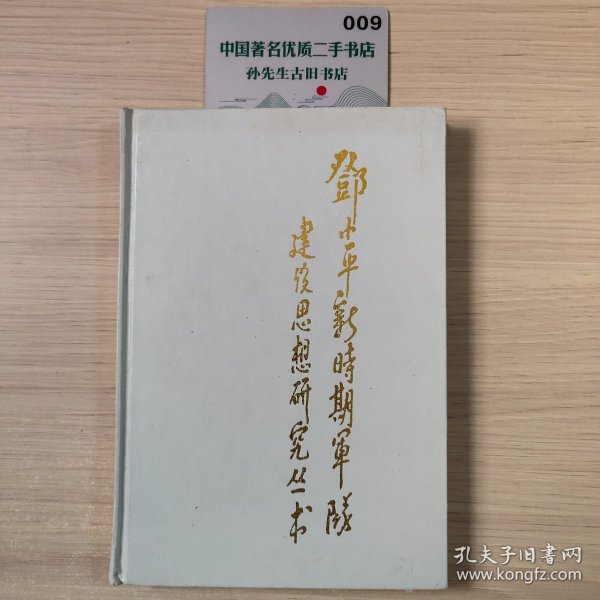 009
中国著名优质二手书店
孙先生古旧书店
鄧小平新時期軍隊
建设思想研究丛书
孔夫子旧书网
www.kongfz.com